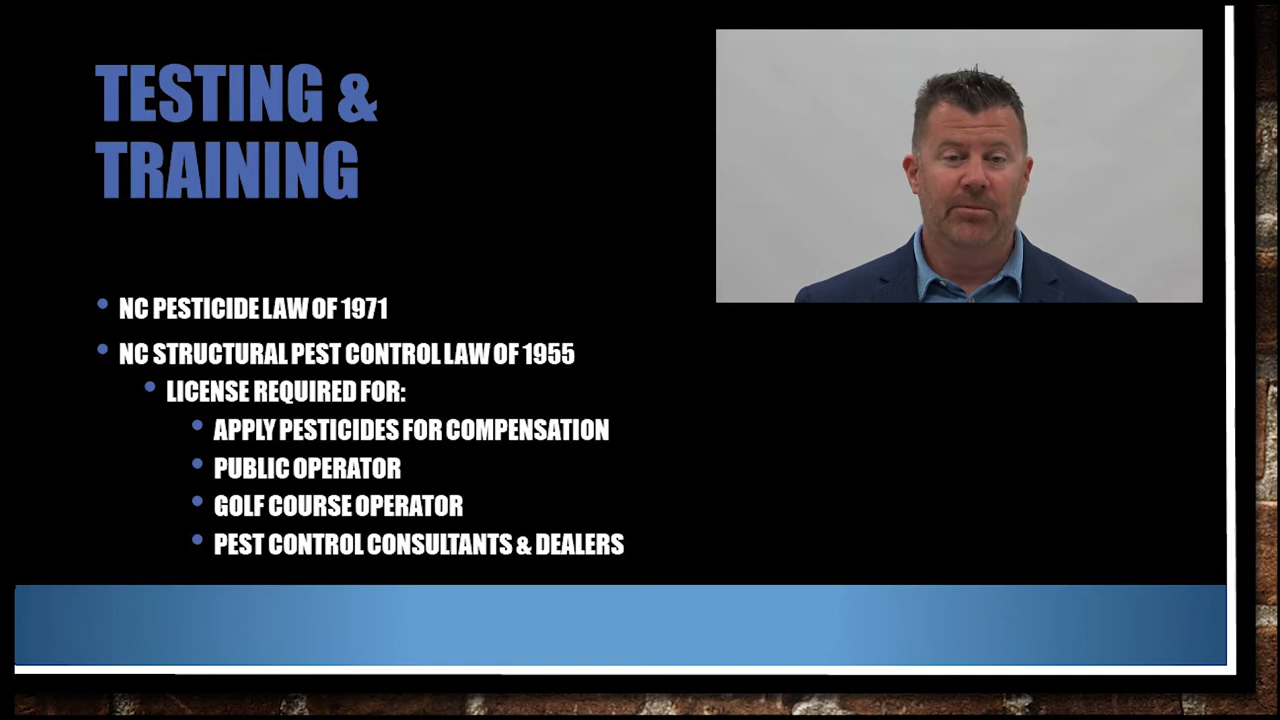 TESTING &
TRAINING
NC PESTICIDE LAW OF 1971
NC STRUCTURAL PEST CONTROL LAW OF 1955
LICENSE REQUIRED FOR:
APPLY PESTICIDES FOR COMPENSATION
PUBLIC OPERATOR
GOLF COURSE OPERATOR
PEST CONTROL CONSULTANTS & DEALERS